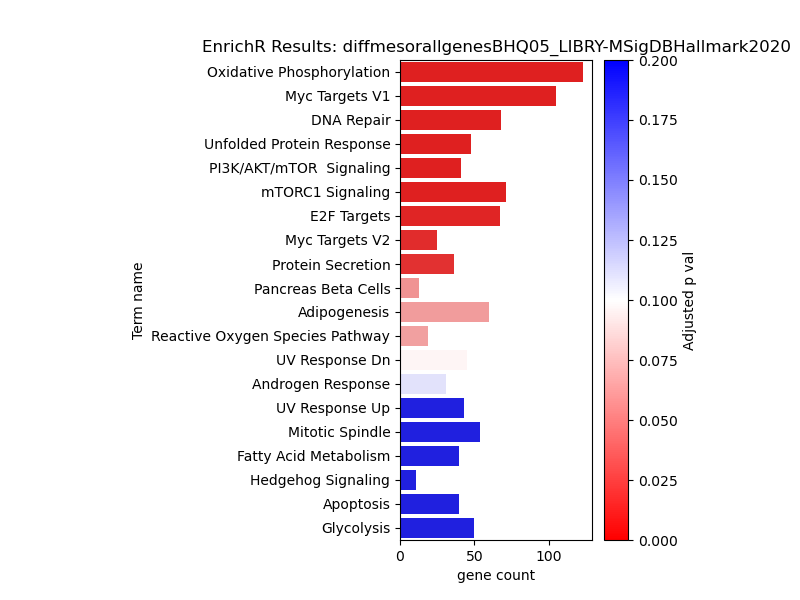 EnrichR Results: diffmesorallgenesBHQ05_LIBRY-MSigDBHallmark2020
Term name
Oxidative Phosphorylation
Myc Targets V1
DNA Repair
Unfolded Protein Response
PI3K/AKT/mTOR  Signaling
mTORC1 Signaling
E2F Targets
Myc Targets V2
Protein Secretion
Pancreas Beta Cells
Adipogenesis
Reactive Oxygen Species Pathway
UV Response Dn
Androgen Response
UV Response Up
Mitotic Spindle
Fatty Acid Metabolism
Hedgehog Signaling
Apoptosis
Glycolysis
0 50 100
gene count
0.200
0.175
0.150
0.125
0.100
0.075
0.050
0.025
0.000
Adjusted p val